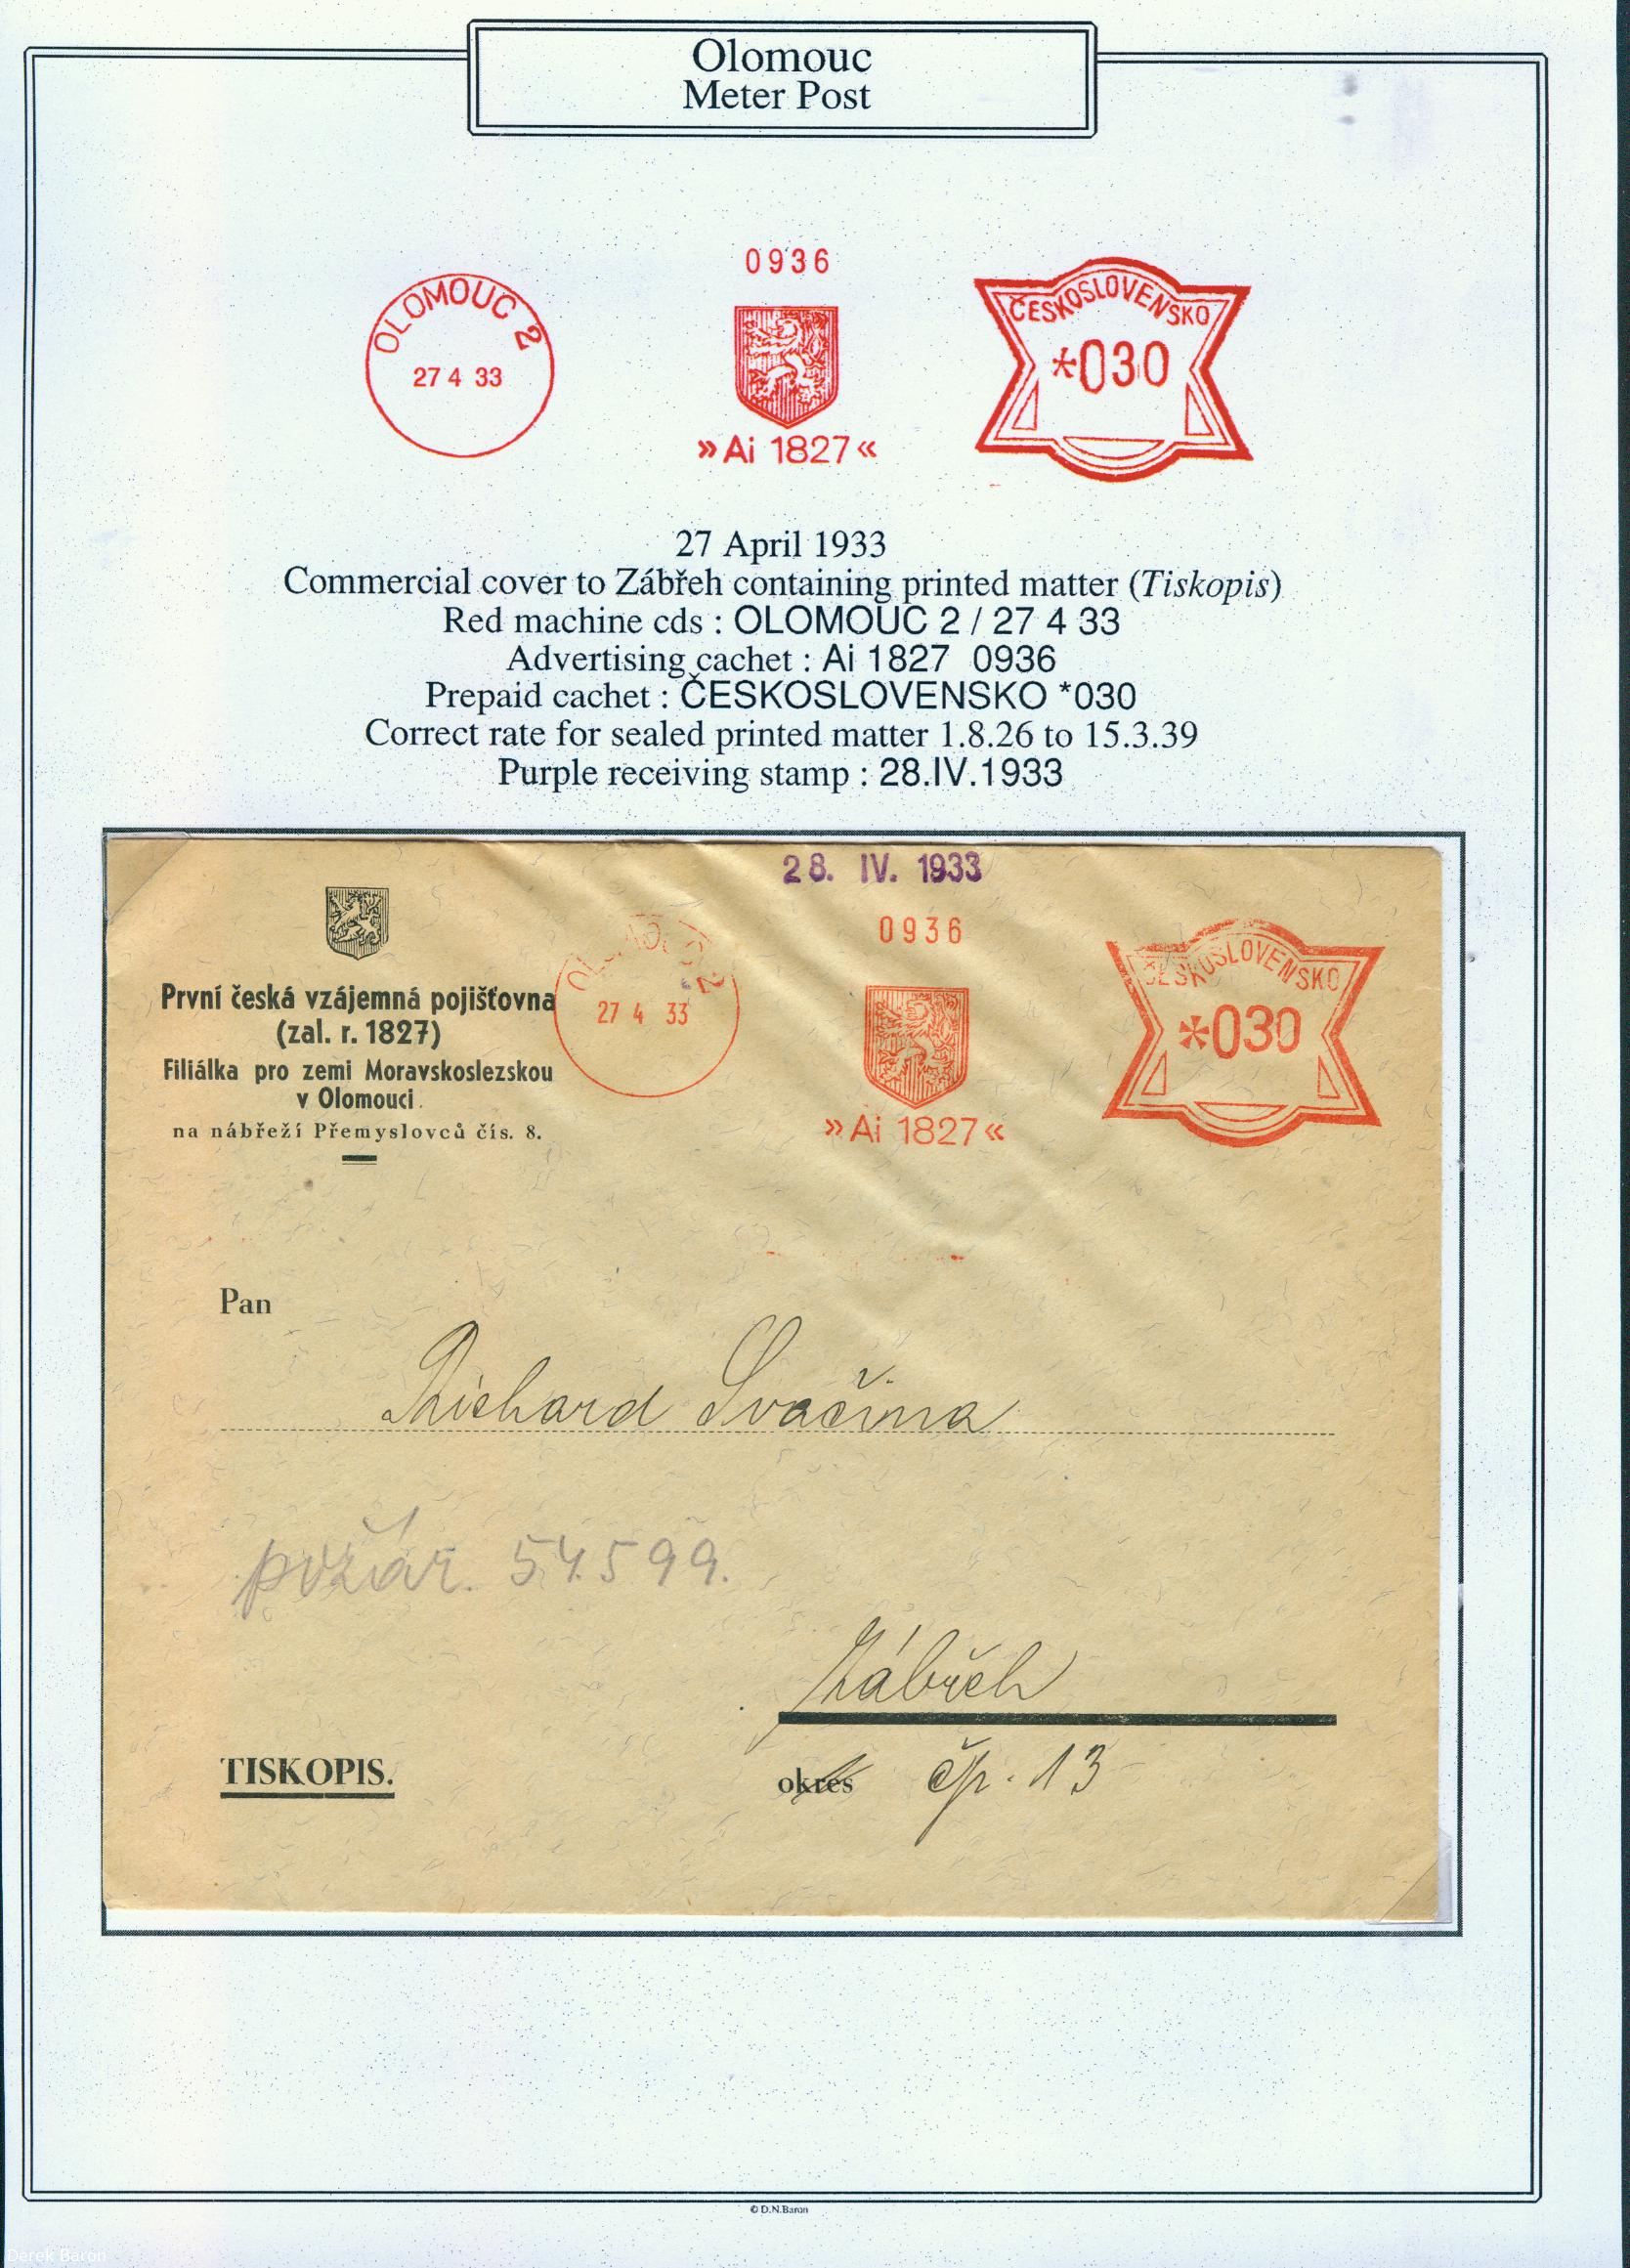 Olomouc
Meter Post
OLOMOUC 2
27 4 33
0936
»Ai 1827«
ČESKOSLOVENSKO
*030
27 April 1933
Commercial cover to Zábřeh containing printed matter (Tiskopis)
Red machine cds : OLOMOUC 2 / 27 4 33
Advertising cachet : Ai 1827 0936
Prepaid cachet : ČESKOSLOVENSKO *030
Correct rate for sealed printed matter 1.8.26 to 15.3.39
Purple receiving stamp : 28.IV.1933
28. IV. 1933
První česká vzájemná pojišťovna
(zal. r. 1827)
Filiálka pro zemi Moravskoslezskou
v Olomouci.
na nábřeží Přemyslovců čís. 8.
OLOMOUC 2
27 4 33
0936
»Ai 1827«
ČESKOSLOVENSKO
*030
Pan
Richard Svačina
požár. 54599.
Zábřeh
TISKOPIS.
okres čp. 13
© D.N.Baron
Derek Baron